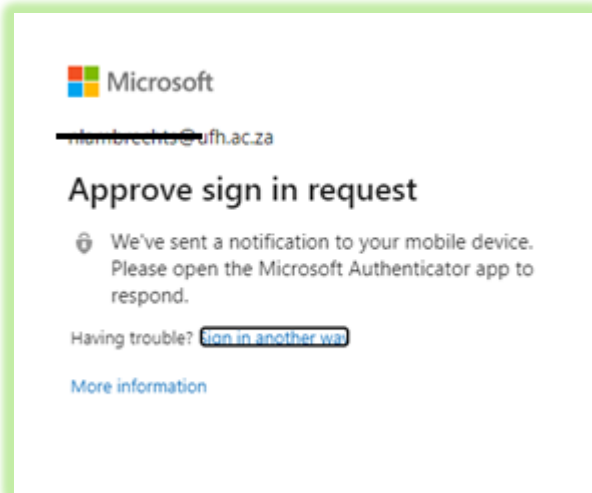 Microsoft
ufh.ac.za
Approve sign in request
We've sent a notification to your mobile device.
Please open the Microsoft Authenticator app to
respond.
Having trouble? Sign in another way
More information